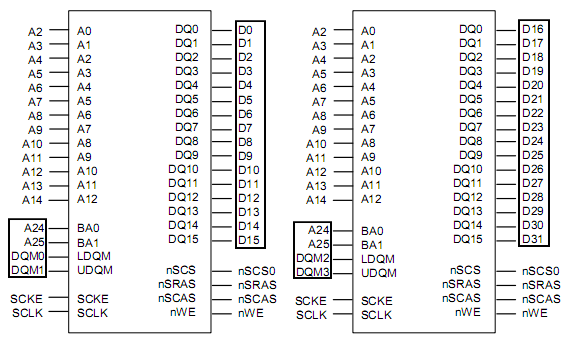 A2 A0 DQ0 D0 A2 A0 DQ0 D16
A3 A1 DQ1 D1 A3 A1 DQ1 D17
A4 A2 DQ2 D2 A4 A2 DQ2 D18
A5 A3 DQ3 D3 A5 A3 DQ3 D19
A6 A4 DQ4 D4 A6 A4 DQ4 D20
A7 A5 DQ5 D5 A7 A5 DQ5 D21
A8 A6 DQ6 D6 A8 A6 DQ6 D22
A9 A7 DQ7 D7 A9 A7 DQ7 D23
A10 A8 DQ8 D8 A10 A8 DQ8 D24
A11 A9 DQ9 D9 A11 A9 DQ9 D25
A12 A10 DQ10 D10 A12 A10 DQ10 D26
A13 A11 DQ11 D11 A13 A11 DQ11 D27
A14 A12 DQ12 D12 A14 A12 DQ12 D28
DQ13 D13 DQ13 D29
A24 BA0 DQ14 D14 A24 BA0 DQ14 D30
A25 BA1 DQ15 D15 A25 BA1 DQ15 D31
DQM0 LDQM DQM2 LDQM
DQM1 UDQM nSCS nSCS0 DQM3 UDQM nSCS nSCS0
nSRAS nSRAS nSRAS nSRAS
SCKE SCKE nSCAS nSCAS SCKE SCKE nSCAS nSCAS
SCLK SCLK nWE nWE SCLK SCLK nWE nWE